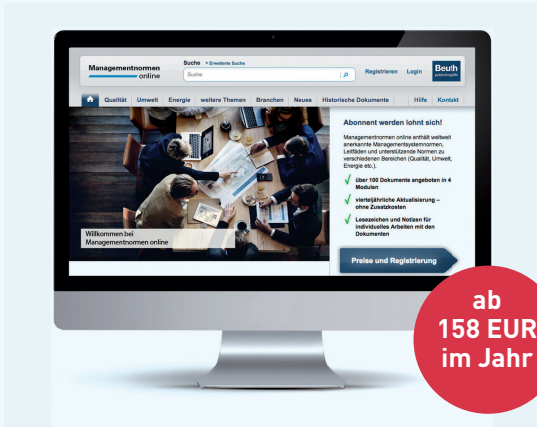 Managementnormen
online
Suche • Erweiterte Suche
Suche
Registrieren Login
Beuth
publishing DIN
Qualität Umwelt Energie weitere Themen Branchen Neues Historische Dokumente Hilfe Kontakt
Willkommen bei
Managementnormen online
Abonnent werden lohnt sich!
Managementnormen online enthält weltweit
anerkannte Managementsystemnormen,
Leitfäden und unterstützende Normen zu
verschiedenen Bereichen (Qualität, Umwelt,
Energie etc.).
über 100 Dokumente angeboten in 4
Modulen
vierteljährliche Aktualisierung –
ohne Zusatzkosten
Lesezeichen und Notizen für
individuelles Arbeiten mit den
Dokumenten
Preise und Registrierung
ab
158 EUR
im Jahr